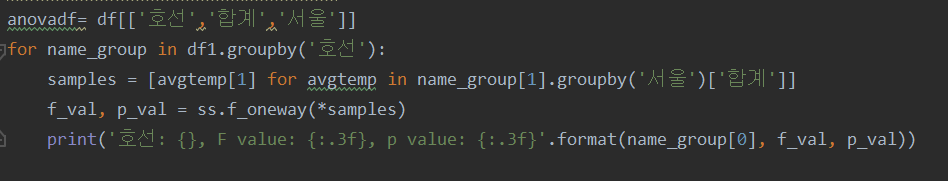 anovadf= df[['호선','합계','서울']]
for name_group in df1.groupby('호선'):
    samples = [avgtemp[1] for avgtemp in name_group[1].groupby('서울')['합계']]
    f_val, p_val = ss.f_oneway(*samples)
    print('호선: {}, F value: {:.3f}, p value: {:.3f}'.format(name_group[0], f_val, p_val))